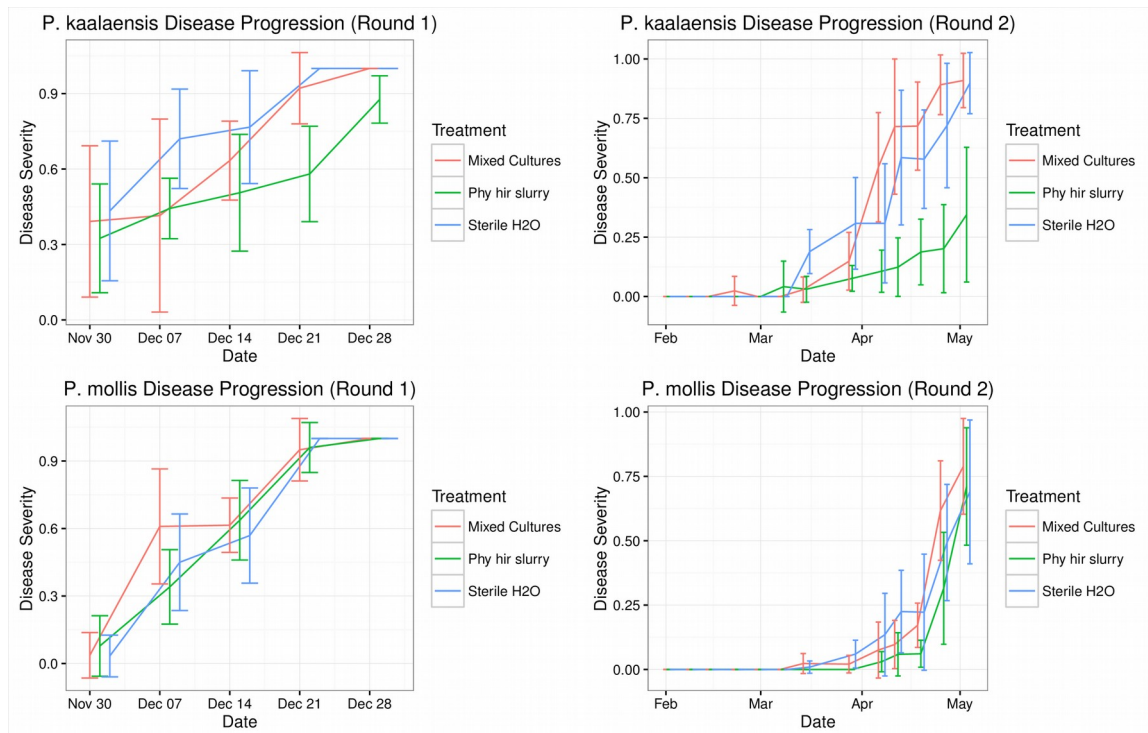 P. kaalaensis Disease Progression (Round 1)
Disease Severity
0.9
0.6
0.3
0.0
Nov 30 Dec 07 Dec 14 Dec 21 Dec 28
Date
Treatment
Mixed Cultures
Phy hir slurry
Sterile H2O
P. kaalaensis Disease Progression (Round 2)
Disease Severity
1.00
0.75
0.50
0.25
0.00
Feb Mar Apr May
Date
Treatment
Mixed Cultures
Phy hir slurry
Sterile H2O
P. mollis Disease Progression (Round 1)
Disease Severity
0.9
0.6
0.3
0.0
Nov 30 Dec 07 Dec 14 Dec 21 Dec 28
Date
Treatment
Mixed Cultures
Phy hir slurry
Sterile H2O
P. mollis Disease Progression (Round 2)
Disease Severity
1.00
0.75
0.50
0.25
0.00
Feb Mar Apr May
Date
Treatment
Mixed Cultures
Phy hir slurry
Sterile H2O